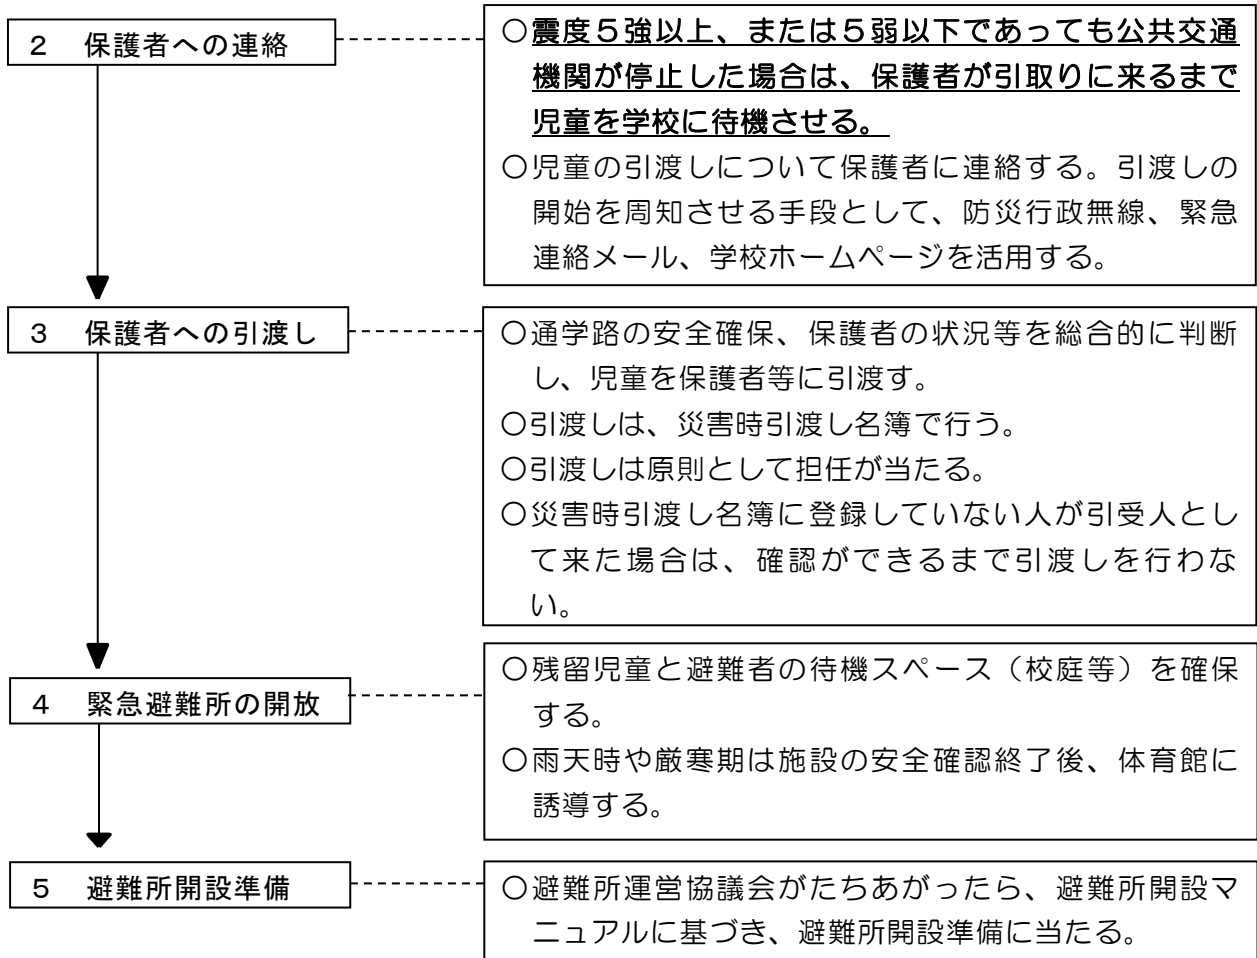 2　保護者への連絡
○震度５強以上、または５弱以下であっても公共交通
機関が停止した場合は、保護者が引取りに来るまで
児童を学校に待機させる。
○児童の引渡しについて保護者に連絡する。引渡しの
開始を周知させる手段として、防災行政無線、緊急
連絡メール、学校ホームページを活用する。
3　保護者への引渡し
○通学路の安全確保、保護者の状況等を総合的に判断
し、児童を保護者等に引渡す。
○引渡しは、災害時引渡し名簿で行う。
○引渡しは原則として担任が当たる。
○災害時引渡し名簿に登録していない人が引受人とし
て来た場合は、確認ができるまで引渡しを行わな
い。
4　緊急避難所の開放
○残留児童と避難者の待機スペース（校庭等）を確保
する。
○雨天時や厳寒期は施設の安全確認終了後、体育館に
誘導する。
5　避難所開設準備
○避難所運営協議会がたちあがったら、避難所開設マ
ニュアルに基づき、避難所開設準備に当たる。